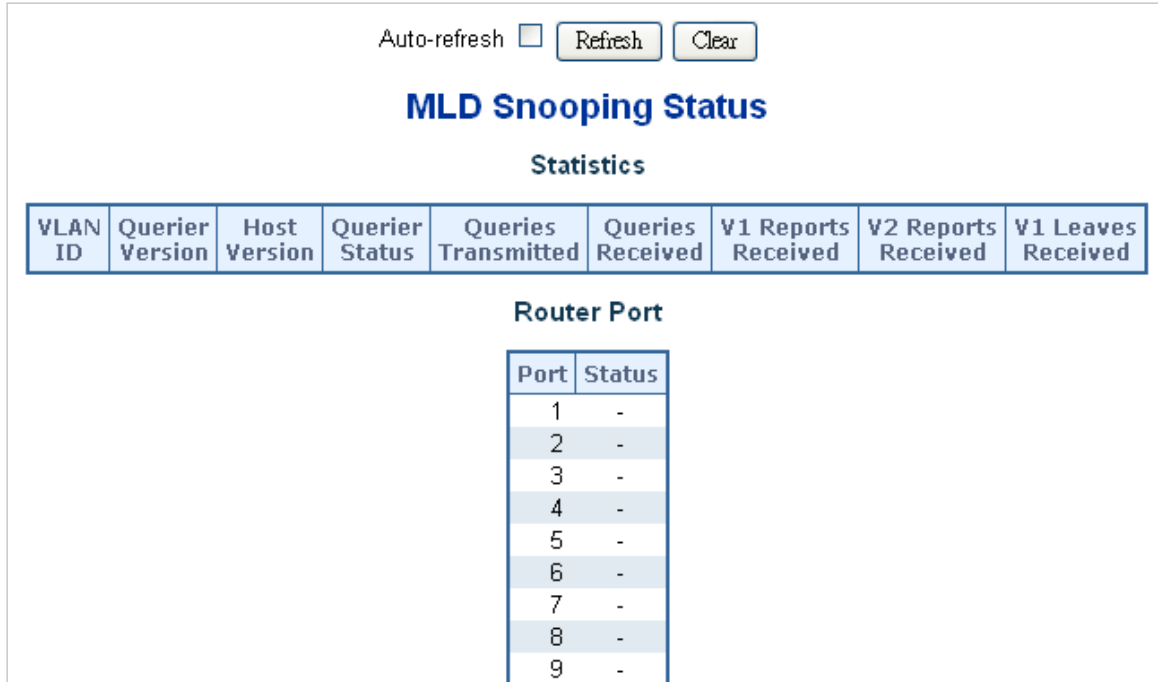 Auto-refresh Refresh Clear
MLD Snooping Status
Statistics
VLAN ID Querier Version Host Version Querier Status Queries Transmitted Queries Received V1 Reports Received V2 Reports Received V1 Leaves Received
Router Port
Port Status
1 -
2 -
3 -
4 -
5 -
6 -
7 -
8 -
9 -